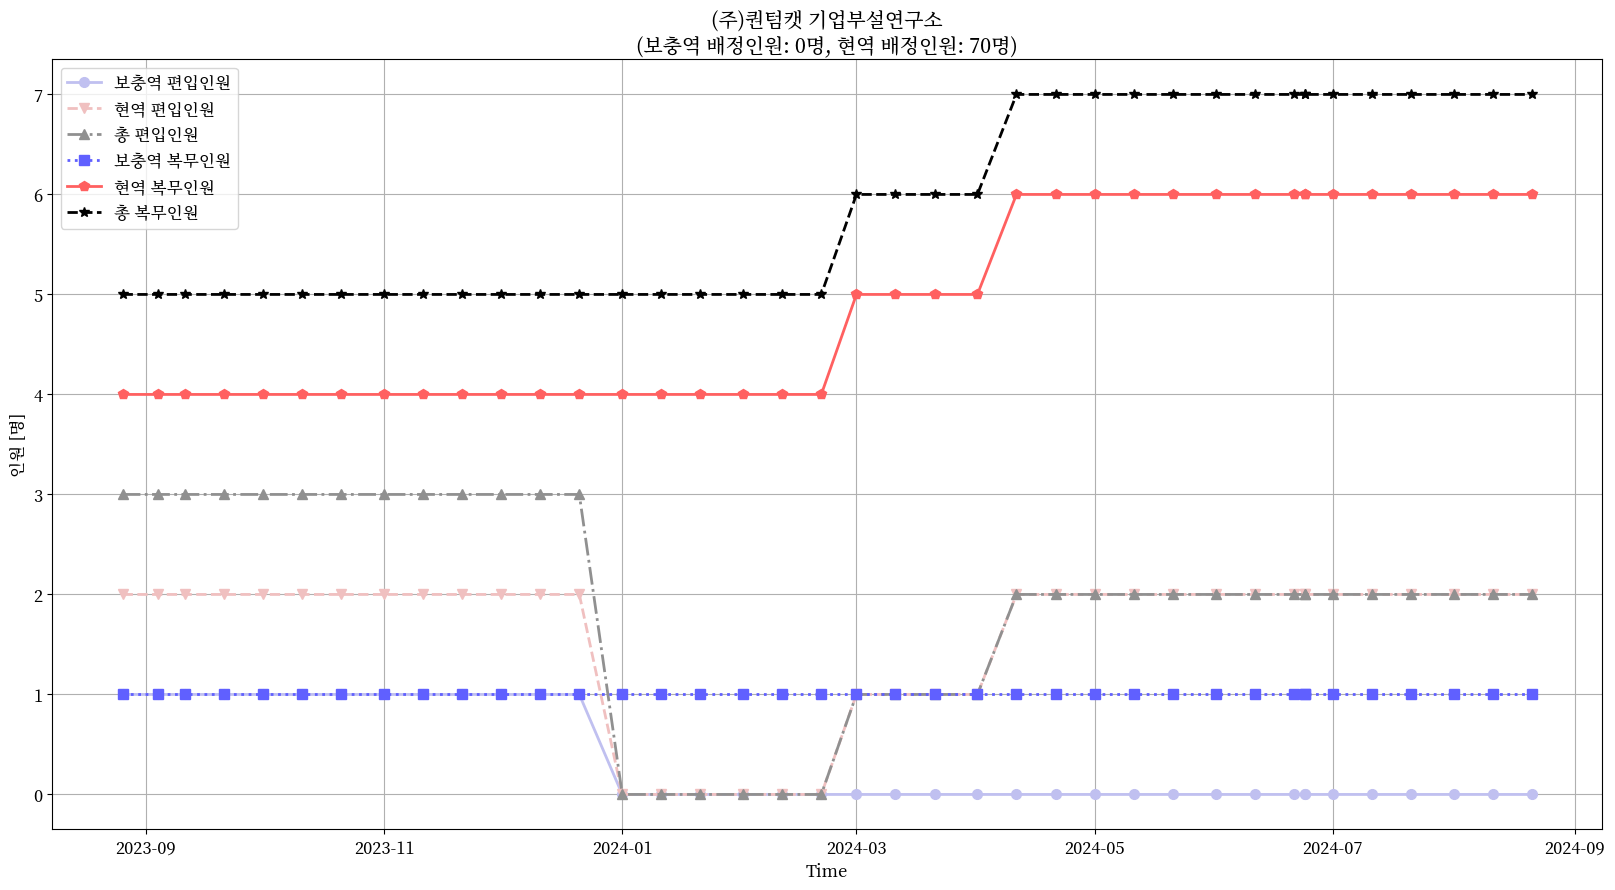 (주)퀀텀캣 기업부설연구소
(보충역 배정인원: 0명, 현역 배정인원: 70명)
보충역 편입인원
현역 편입인원
총 편입인원
보충역 복무인원
현역 복무인원
총 복무인원
7
6
5
4
3
2
1
0
인원 [명]
2023-09
2023-11
2024-01
2024-03
2024-05
2024-07
2024-09
Time